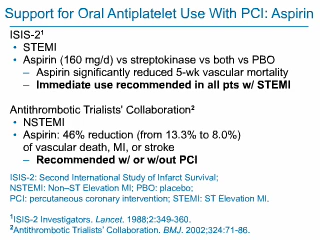 Support for Oral Antiplatelet Use With PCI: Aspirin
ISIS-2¹
• STEMI
• Aspirin (160 mg/d) vs streptokinase vs both vs PBO
– Aspirin significantly reduced 5-wk vascular mortality
– Immediate use recommended in all pts w/ STEMI
Antithrombotic Trialists' Collaboration²
• NSTEMI
• Aspirin: 46% reduction (from 13.3% to 8.0%)
of vascular death, MI, or stroke
– Recommended w/ or w/out PCI
ISIS-2: Second International Study of Infarct Survival;
NSTEMI: Non–ST Elevation MI; PBO: placebo;
PCI: percutaneous coronary intervention; STEMI: ST Elevation MI.
¹ISIS-2 Investigators. Lancet. 1988;2:349-360.
²Antithrombotic Trialists' Collaboration. BMJ. 2002;324:71-86.